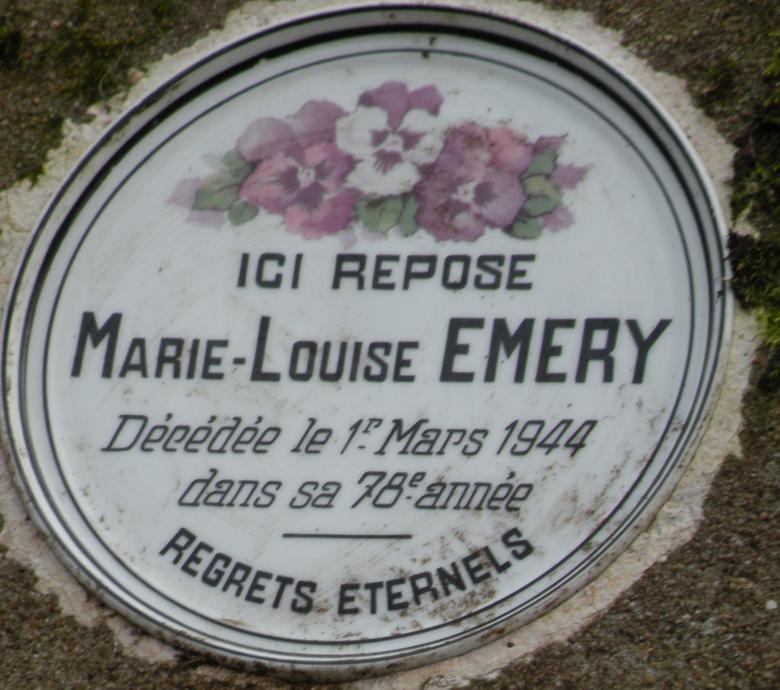 ICI REPOSE
MARIE-LOUISE EMERY
Décédée le 1er Mars 1944
dans sa 78e année
REGRETS ETERNELS